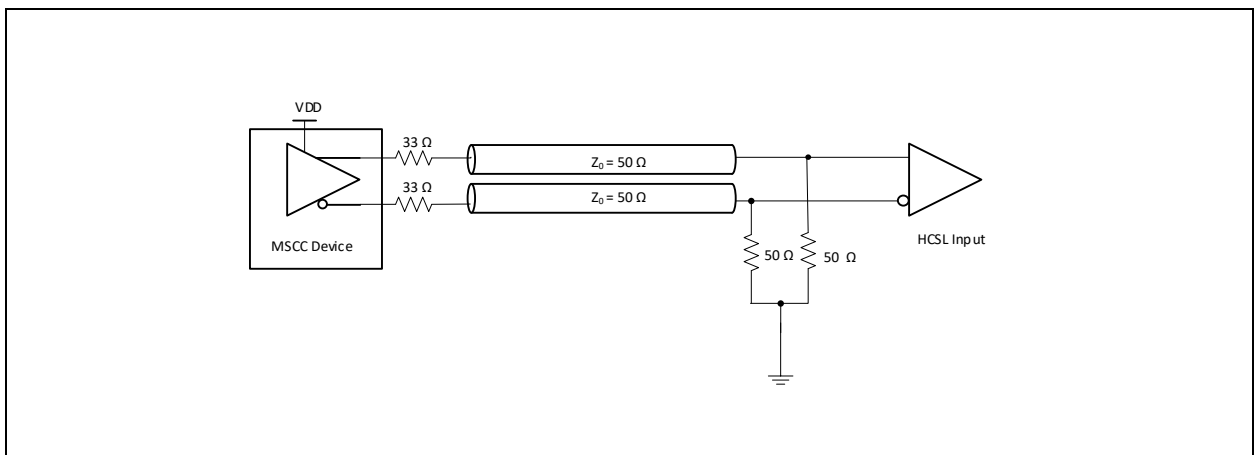 VDD
33 Ω
Z₀ = 50 Ω
33 Ω
Z₀ = 50 Ω
MSCC Device
HCSL Input
50 Ω
50 Ω